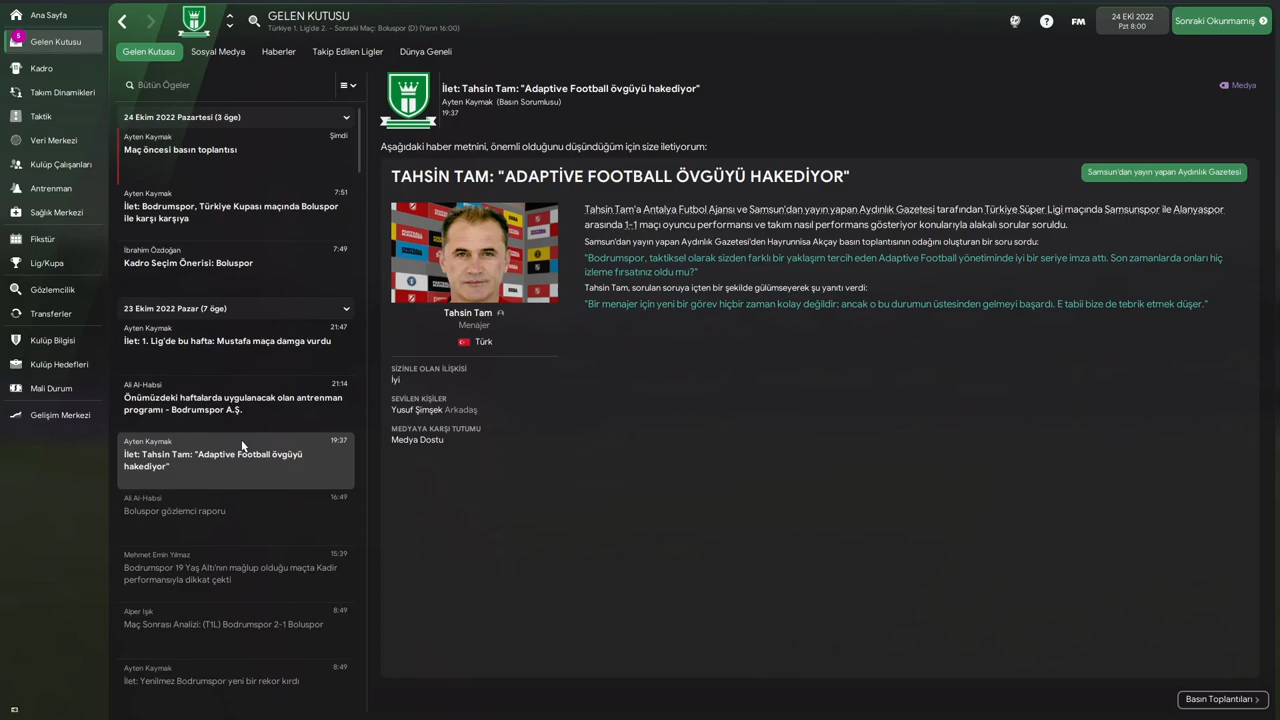 Ana Sayfa
5
Gelen Kutusu
Kadro
Takım Dinamikleri
Taktik
Veri Merkezi
Kulüp Çalışanları
Antrenman
Sağlık Merkezi
Fikstür
Lig/Kupa
Gözlemcilik
Transferler
Kulüp Bilgisi
Kulüp Hedefleri
Mali Durum
Gelişim Merkezi
GELEN KUTUSU
Türkiye 1. Lig'de 2. - Sonraki Maç: Boluspor (D) (Yarın 16:00)
FM
24 EKİ 2022
Pzt 8:00
Sonraki Okunmamış
Gelen Kutusu Sosyal Medya Haberler Takip Edilen Ligler Dünya Geneli
Bütün Ögeler
24 Ekim 2022 Pazartesi (3 öge)
Ayten Kaymak Şimdi
Maç öncesi basın toplantısı
Ayten Kaymak 7:51
İlet: Bodrumspor, Türkiye Kupası maçında Boluspor
ile karşı karşıya
İbrahim Özdoğan 7:49
Kadro Seçim Önerisi: Boluspor
23 Ekim 2022 Pazar (7 öge)
Ayten Kaymak 21:47
İlet: 1. Lig'de bu hafta: Mustafa maça damga vurdu
Ali Al-Habsi 21:14
Önümüzdeki haftalarda uygulanacak olan antrenman
programı - Bodrumspor A.Ş.
Ayten Kaymak 19:37
İlet: Tahsin Tam: "Adaptive Football övgüyü
hakediyor"
Ali Al-Habsi 16:49
Boluspor gözlemci raporu
Mehmet Emin Yılmaz 15:39
Bodrumspor 19 Yaş Altı'nın mağlup olduğu maçta Kadir
performansıyla dikkat çekti
Alper Işık 8:49
Maç Sonrası Analizi: (T1L) Bodrumspor 2-1 Boluspor
Ayten Kaymak 8:49
İlet: Yenilmez Bodrumspor yeni bir rekor kırdı
İlet: Tahsin Tam: "Adaptive Football övgüyü hakediyor"
Ayten Kaymak (Basın Sorumlusu)
19:37
Medya
Aşağıdaki haber metnini, önemli olduğunu düşündüğüm için size iletiyorum:
TAHSİN TAM: "ADAPTİVE FOOTBALL ÖVGÜYÜ HAKEDİYOR"
Samsun'dan yayın yapan Aydınlık Gazetesi
Tahsin Tam
Menajer
Türk
SİZİNLE OLAN İLİŞKİSİ
İyi
SEVİLEN KİŞİLER
Yusuf Şimşek Arkadaş
MEDYAYA KARŞI TUTUMU
Medya Dostu
Tahsin Tam'a Antalya Futbol Ajansı ve Samsun'dan yayın yapan Aydınlık Gazetesi tarafından Türkiye Süper Ligi maçında Samsunspor ile Alanyaspor
arasında 1-1 maçı oyuncu performansı ve takım nasıl performans gösteriyor konularıyla alakalı sorular soruldu.
Samsun'dan yayın yapan Aydınlık Gazetesi'den Hayrunnisa Akçay basın toplantısının odağını oluşturan bir soru sordu:
"Bodrumspor, taktiksel olarak sizden farklı bir yaklaşım tercih eden Adaptive Football yönetiminde iyi bir seriye imza attı. Son zamanlarda onları hiç
izleme fırsatınız oldu mu?"
Tahsin Tam, sorulan soruya içten bir şekilde gülümseyerek şu yanıtı verdi:
"Bir menajer için yeni bir görev hiçbir zaman kolay değildir; ancak o bu durumun üstesinden gelmeyi başardı. E tabii bize de tebrik etmek düşer."
Basın Toplantıları